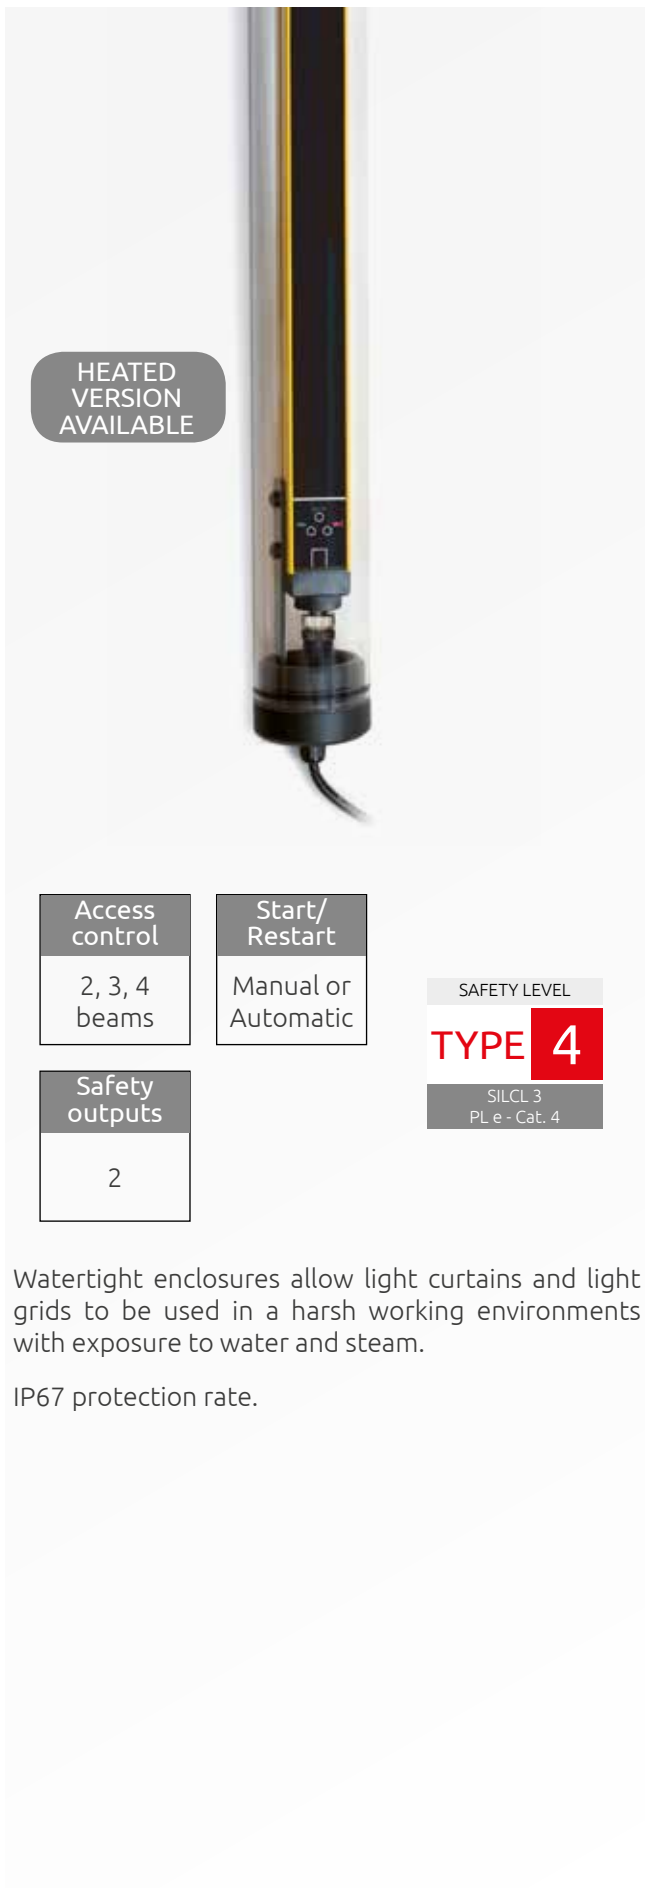 HEATED
VERSION
AVAILABLE
Access
control
2, 3, 4
beams
Start/
Restart
Manual or
Automatic
SAFETY LEVEL
TYPE 4
SILCL 3
PL e - Cat. 4
Safety
outputs
2
Watertight enclosures allow light curtains and light
grids to be used in a harsh working environments
with exposure to water and steam.
IP67 protection rate.